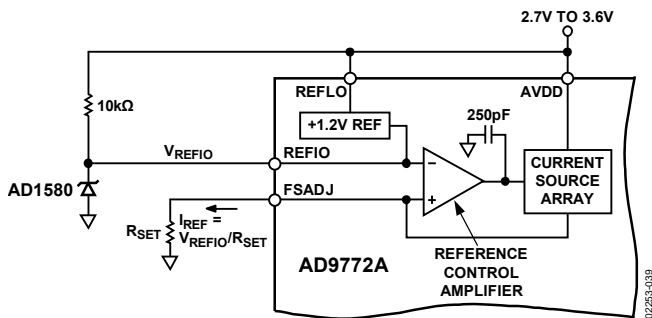 2.7V TO 3.6V
REFLO
AVDD
10kΩ
+1.2V REF
250pF
VREFIO
REFIO
–
CURRENT
SOURCE
ARRAY
AD1580
FSADJ
+
RSET
IREF =
VREFIO/RSET
AD9772A
REFERENCE
CONTROL
AMPLIFIER
02253-039